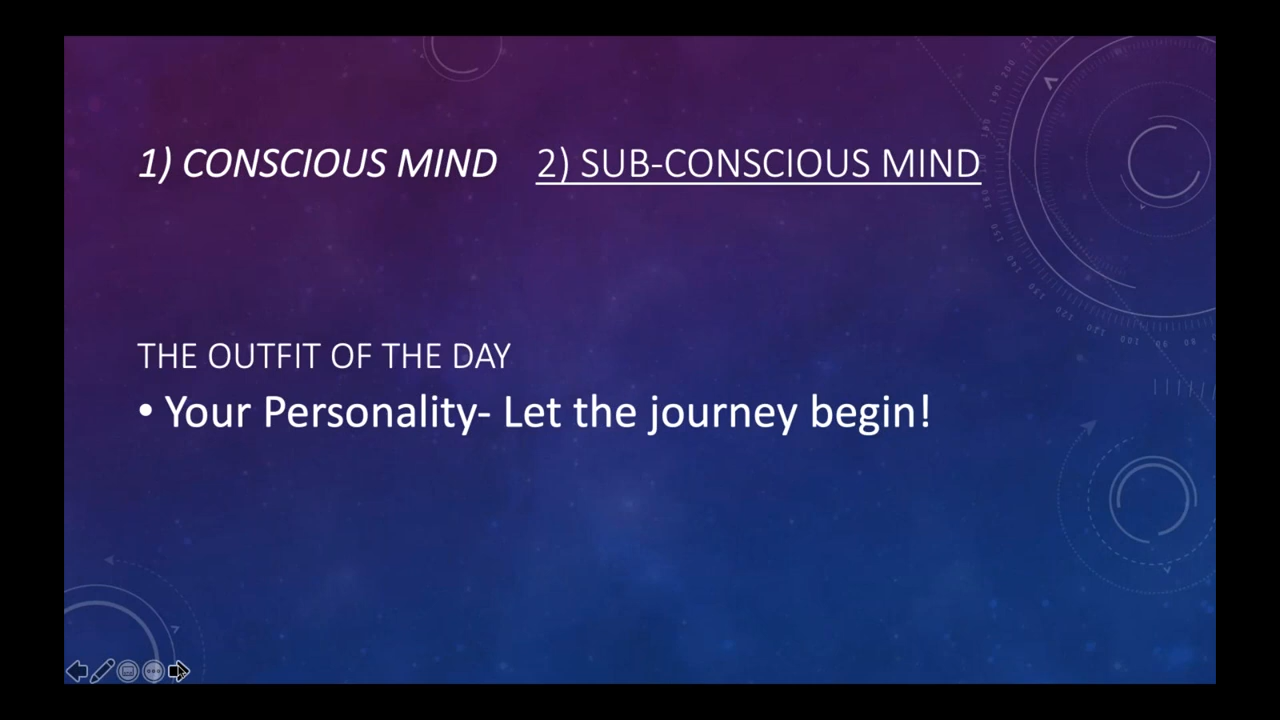 1) CONSCIOUS MIND 2) SUB-CONSCIOUS MIND
THE OUTFIT OF THE DAY
• Your Personality- Let the journey begin!